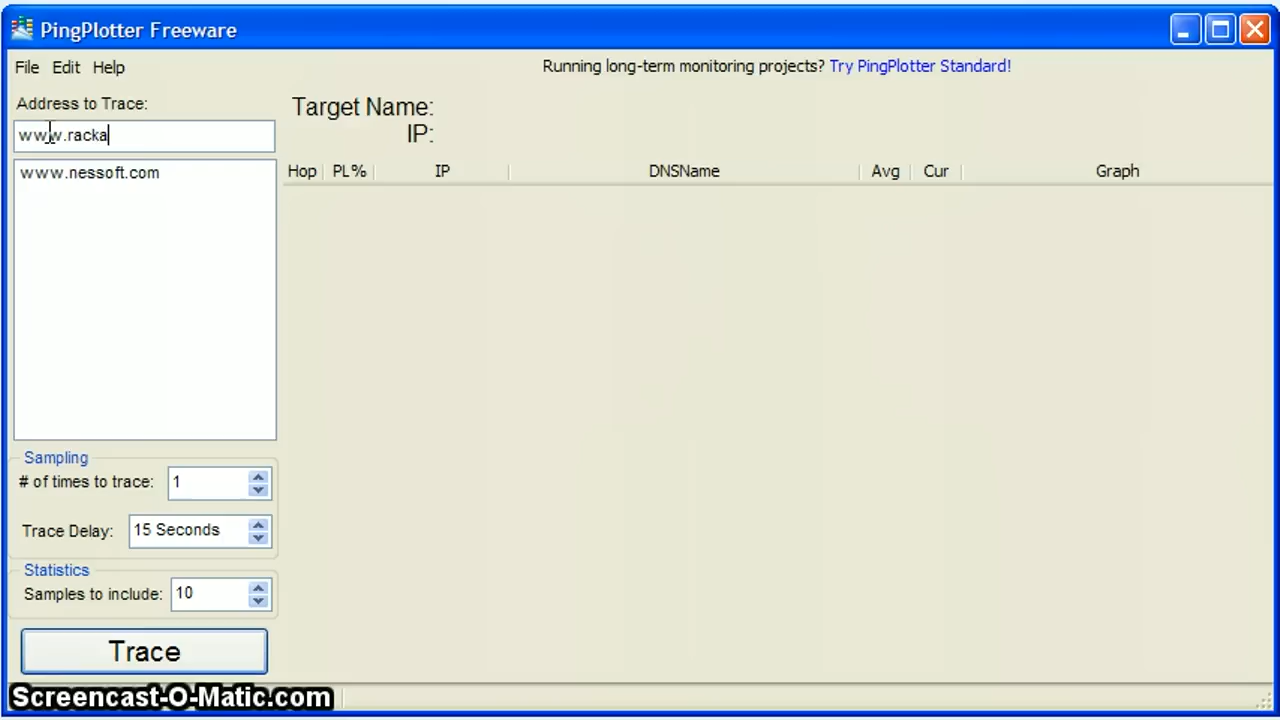 PingPlotter Freeware
File Edit Help
Running long-term monitoring projects? Try PingPlotter Standard!
Address to Trace:
www.racka
www.nessoft.com
Target Name:
IP:
Hop PL% IP DNSName Avg Cur Graph
Sampling
# of times to trace: 1
Trace Delay: 15 Seconds
Statistics
Samples to include: 10
Trace
Screencast-O-Matic.com